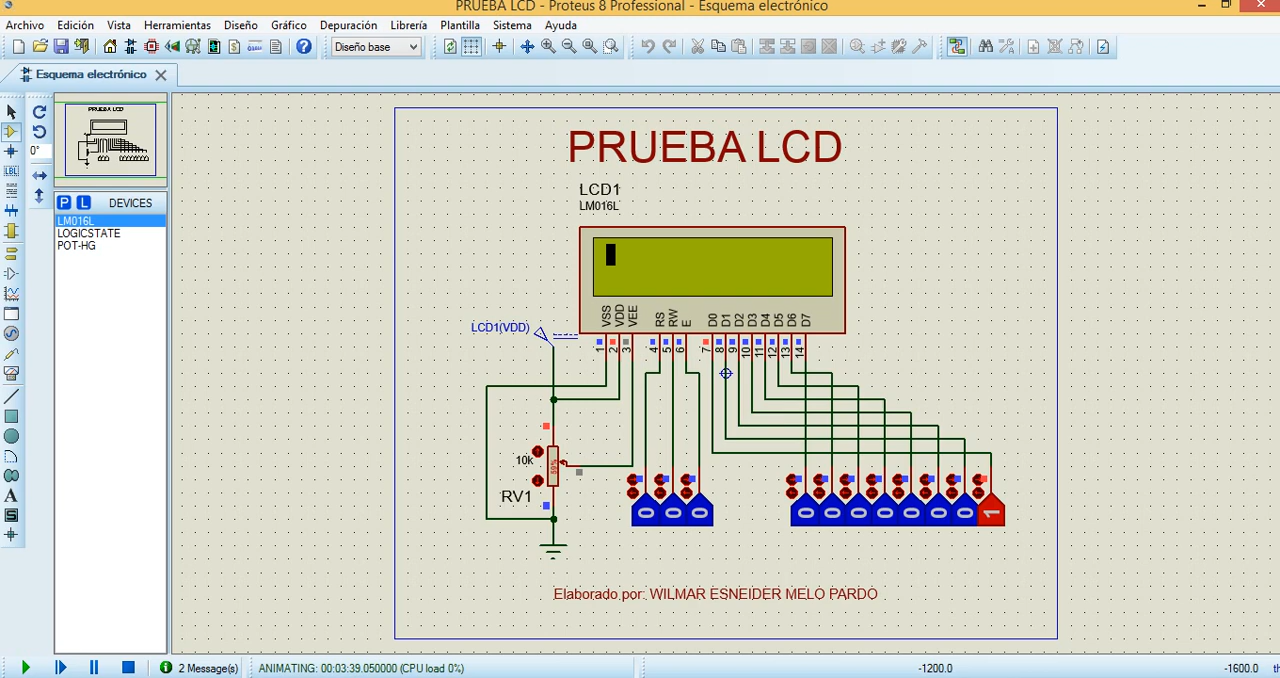 PRUEBA LCD - Proteus 8 Professional - Esquema electrónico
Archivo Edición Vista Herramientas Diseño Gráfico Depuración Librería Plantilla Sistema Ayuda
Diseño base
Esquema electrónico
0°
PRUEBA LCD
P L DEVICES
LM016L
LOGICSTATE
POT-HG
LBL
A
S
PRUEBA LCD
LCD1
LM016L
VSS VDD VEE RS RW E D0 D1 D2 D3 D4 D5 D6 D7
LCD1(VDD)
1 2 3 4 5 6 7 8 9 10 11 12 13 14
10k
RV1
0 0 0 0 0 0 0 0 0 0 1
Elaborado por: WILMAR ESNEIDER MELO PARDO
2 Message(s) ANIMATING: 00:03:39.050000 (CPU load 0%) -1200.0 -1600.0 th